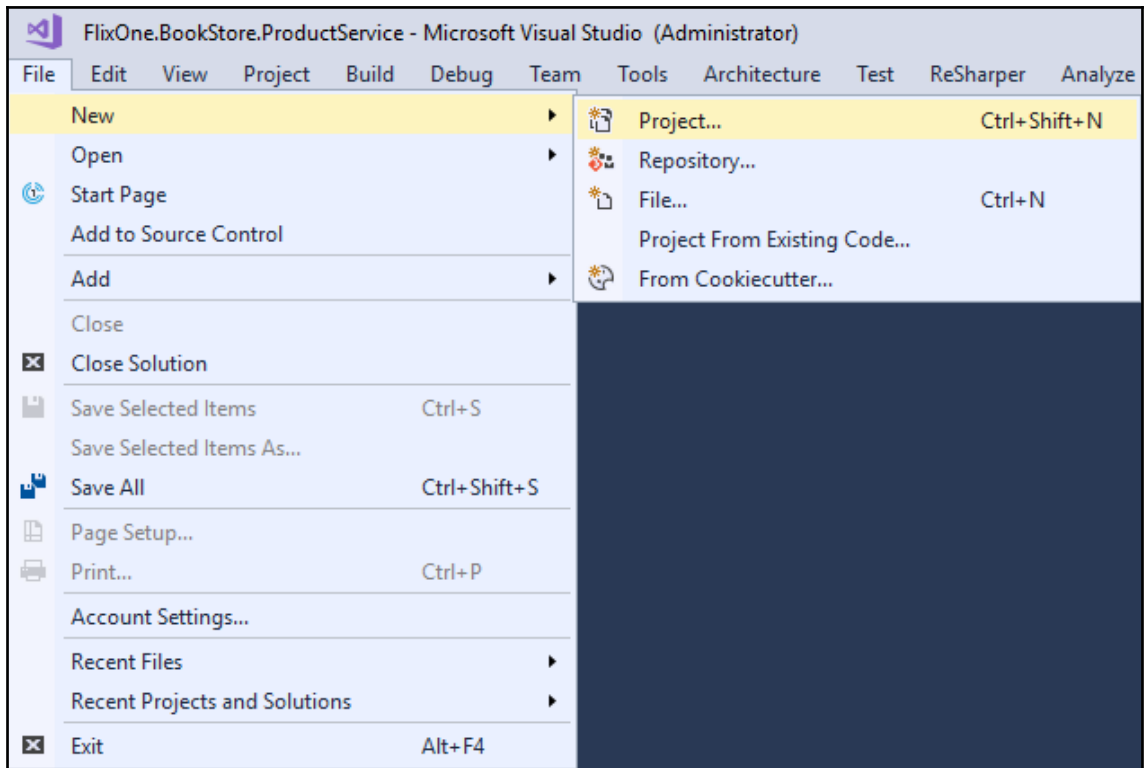 FlixOne.BookStore.ProductService - Microsoft Visual Studio (Administrator)
File Edit View Project Build Debug Team Tools Architecture Test ReSharper Analyze
New
Project... Ctrl+Shift+N
Open
Repository...
Start Page
File... Ctrl+N
Add to Source Control
Project From Existing Code...
Add
From Cookiecutter...
Close
Close Solution
Save Selected Items Ctrl+S
Save Selected Items As...
Save All Ctrl+Shift+S
Page Setup...
Print... Ctrl+P
Account Settings...
Recent Files
Recent Projects and Solutions
Exit Alt+F4